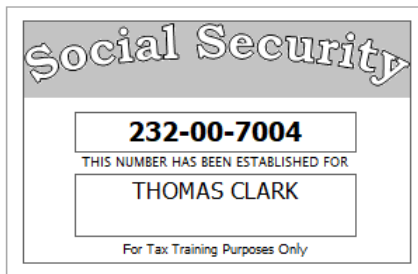 Social Security
232-00-7004
THIS NUMBER HAS BEEN ESTABLISHED FOR
THOMAS CLARK
For Tax Training Purposes Only